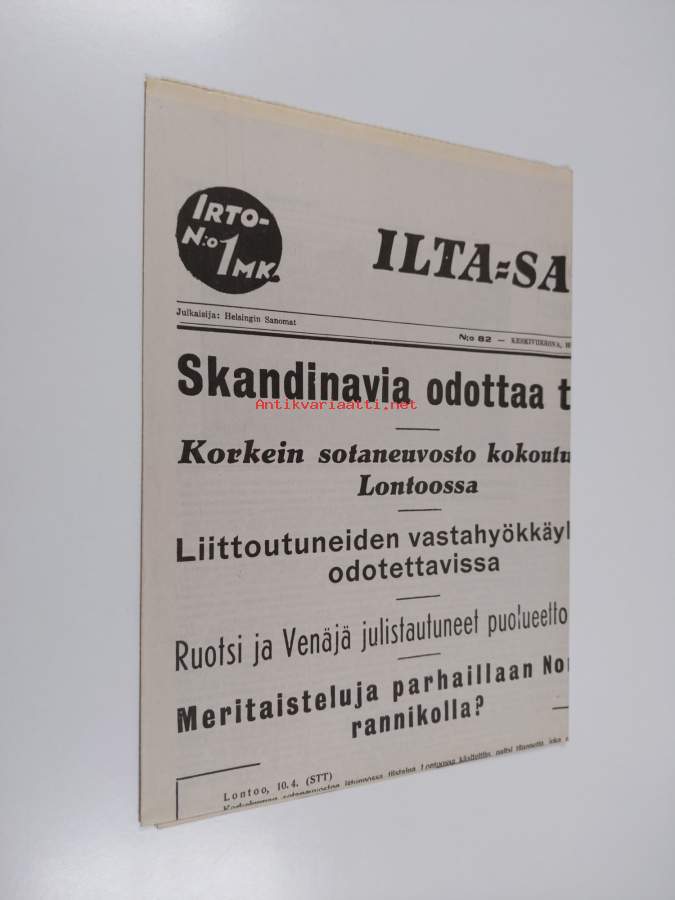 IRTO-
N:o 1 MK.
ILTA=SA
Julkaisija: Helsingin Sanomat
N:o 82 — KESKIVIIKKONA,
Skandinavia odottaa t
Antikvariaatti.net
Korkein sotaneuvosto kokoutu
Lontoossa
Liittoutuneiden vastahyökkäyk
odotettavissa
Ruotsi ja Venäjä julistautuneet puolueetto
Meritaisteluja parhaillaan Nor
rannikolla?
Lontoo, 10.4. (STT)